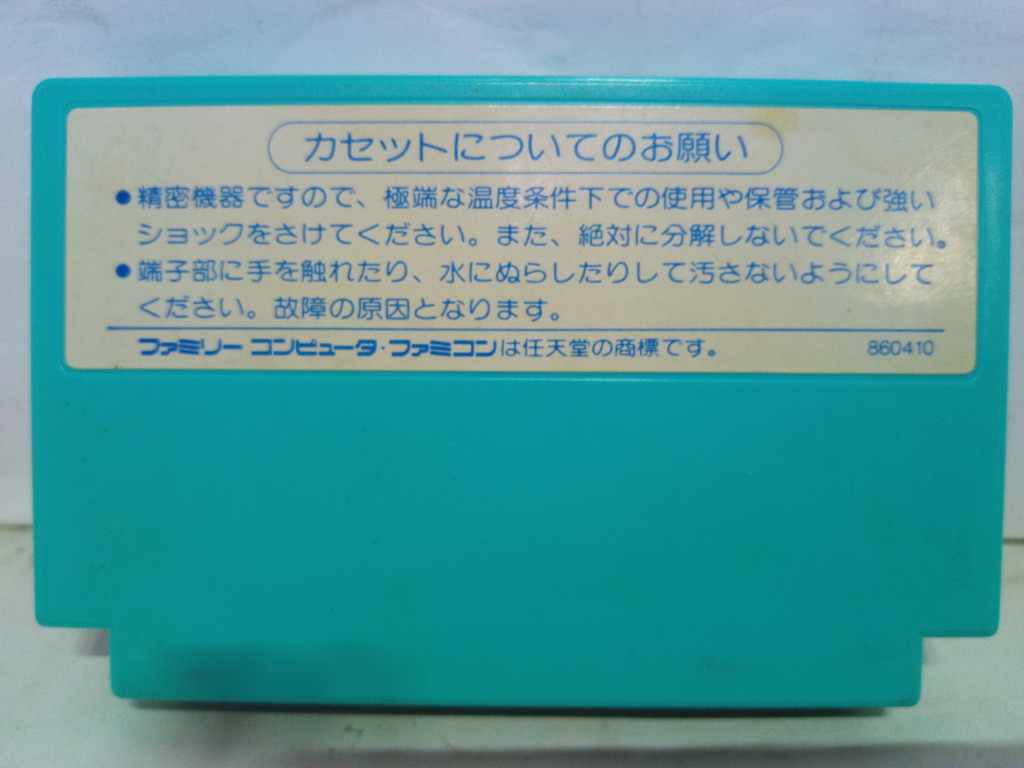 カセットについてのお願い
●精密機器ですので、極端な温度条件下での使用や保管および強い
ショックをさけてください。また、絶対に分解しないでください。
●端子部に手を触れたり、水にぬらしたりして汚さないようにして
ください。故障の原因となります。
ファミリーコンピュータ・ファミコンは任天堂の商標です。 860410